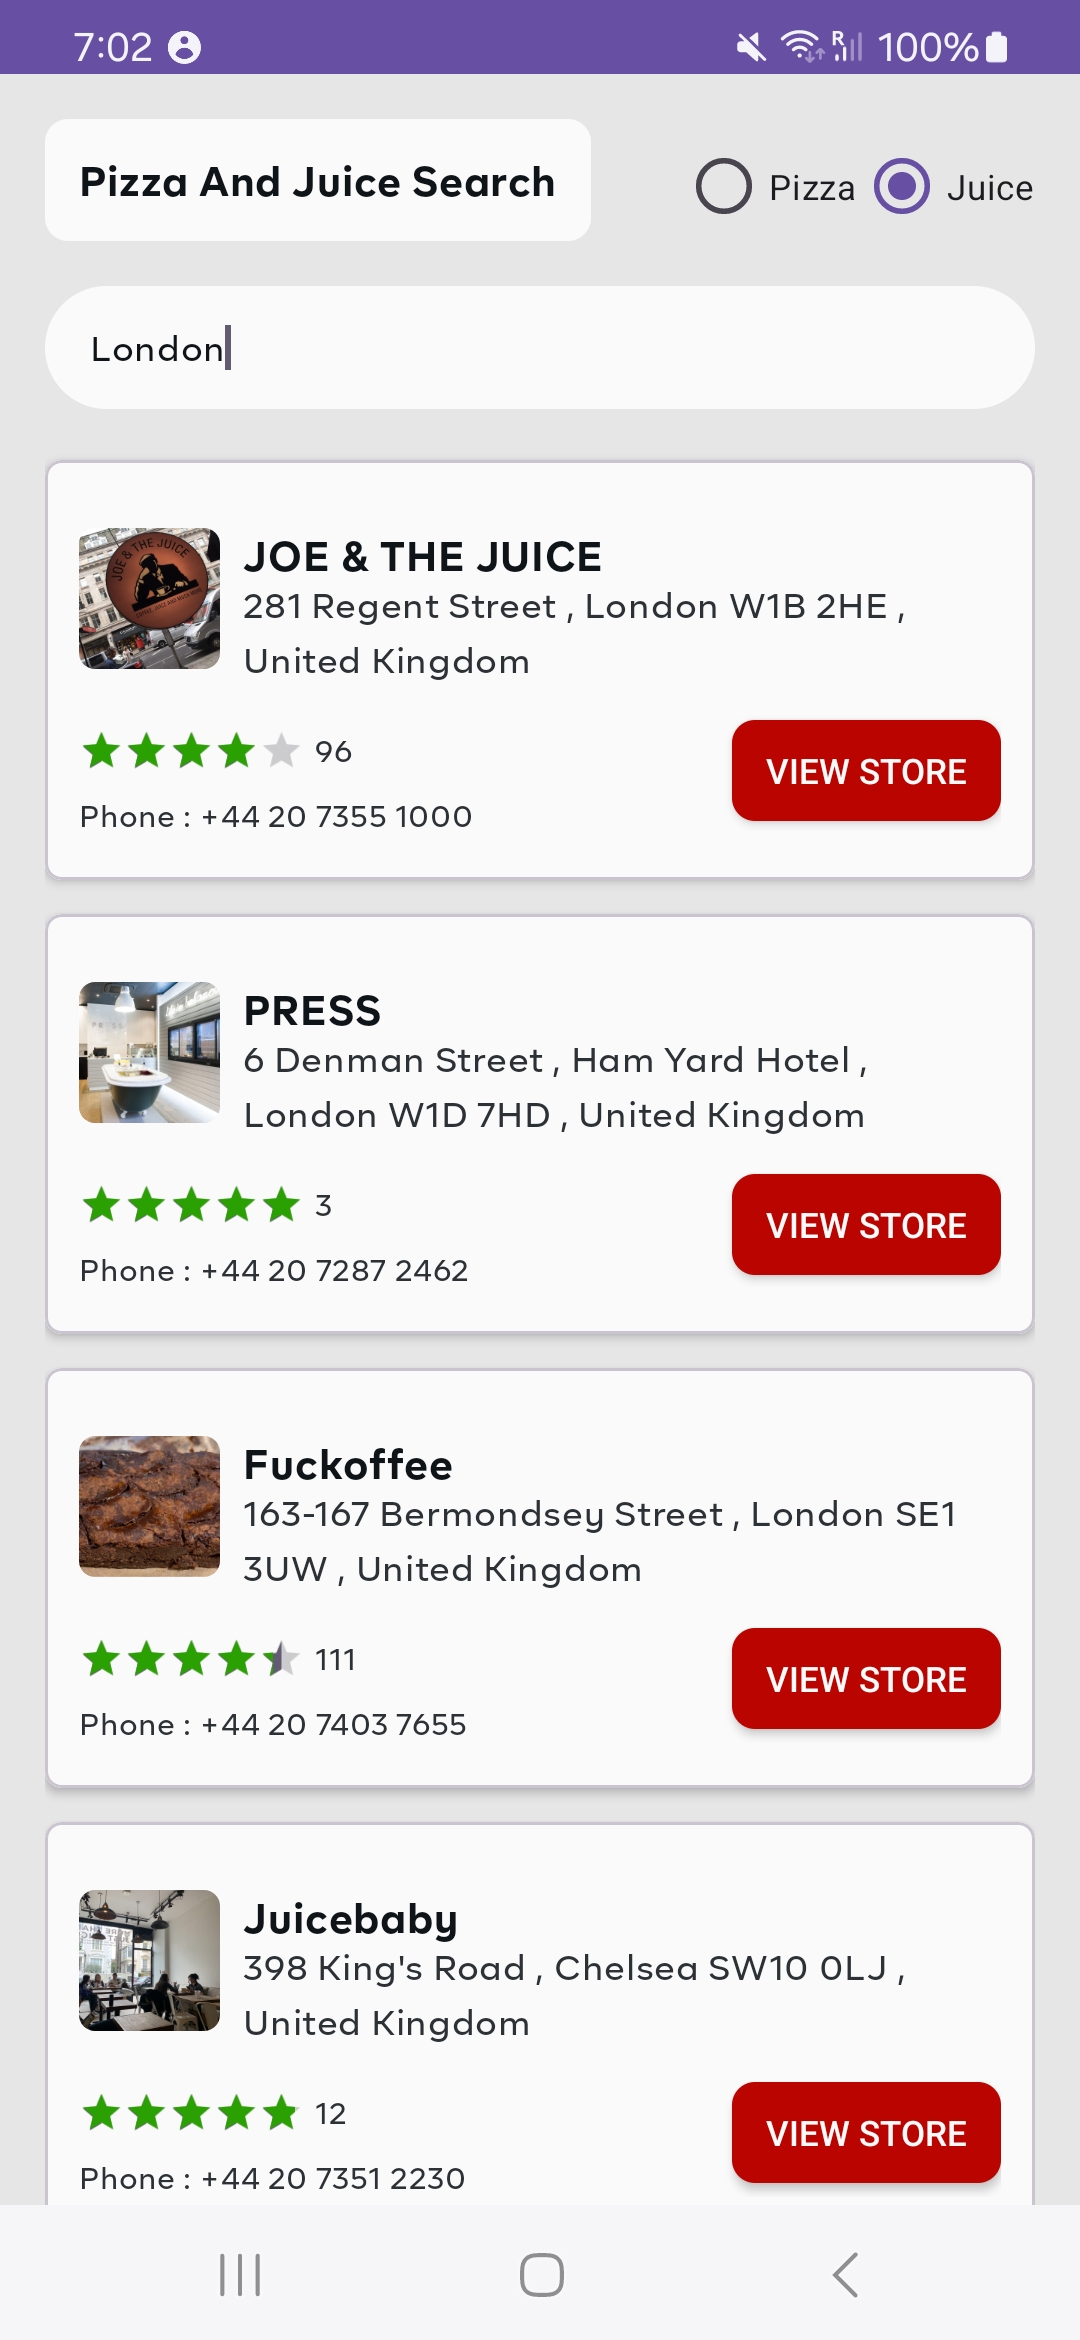 7:02
R
100%
Pizza And Juice Search
Pizza
Juice
London
JOE & THE JUICE
JOE & THE JUICE
281 Regent Street , London W1B 2HE ,
United Kingdom
96
VIEW STORE
Phone : +44 20 7355 1000
PRESS
PRESS
6 Denman Street , Ham Yard Hotel ,
London W1D 7HD , United Kingdom
3
VIEW STORE
Phone : +44 20 7287 2462
Fuckoffee
163-167 Bermondsey Street , London SE1
3UW , United Kingdom
111
VIEW STORE
Phone : +44 20 7403 7655
Juicebaby
398 King's Road , Chelsea SW10 0LJ ,
United Kingdom
12
VIEW STORE
Phone : +44 20 7351 2230